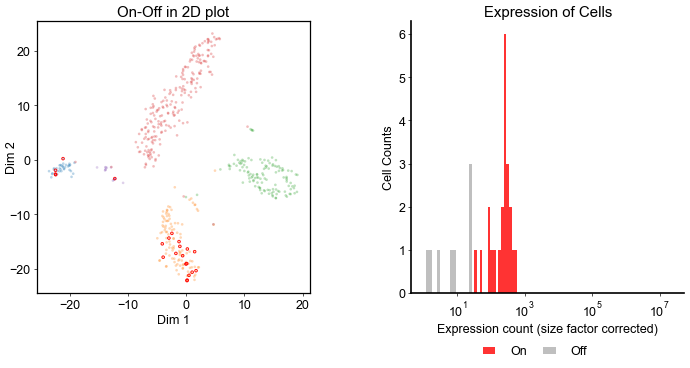 On-Off in 2D plot
Dim 2
20
10
0
−10
−20
−20 −10 0 10 20
Dim 1
Expression of Cells
Cell Counts
6
5
4
3
2
1
0
10^1 10^3 10^5 10^7
Expression count (size factor corrected)
On Off